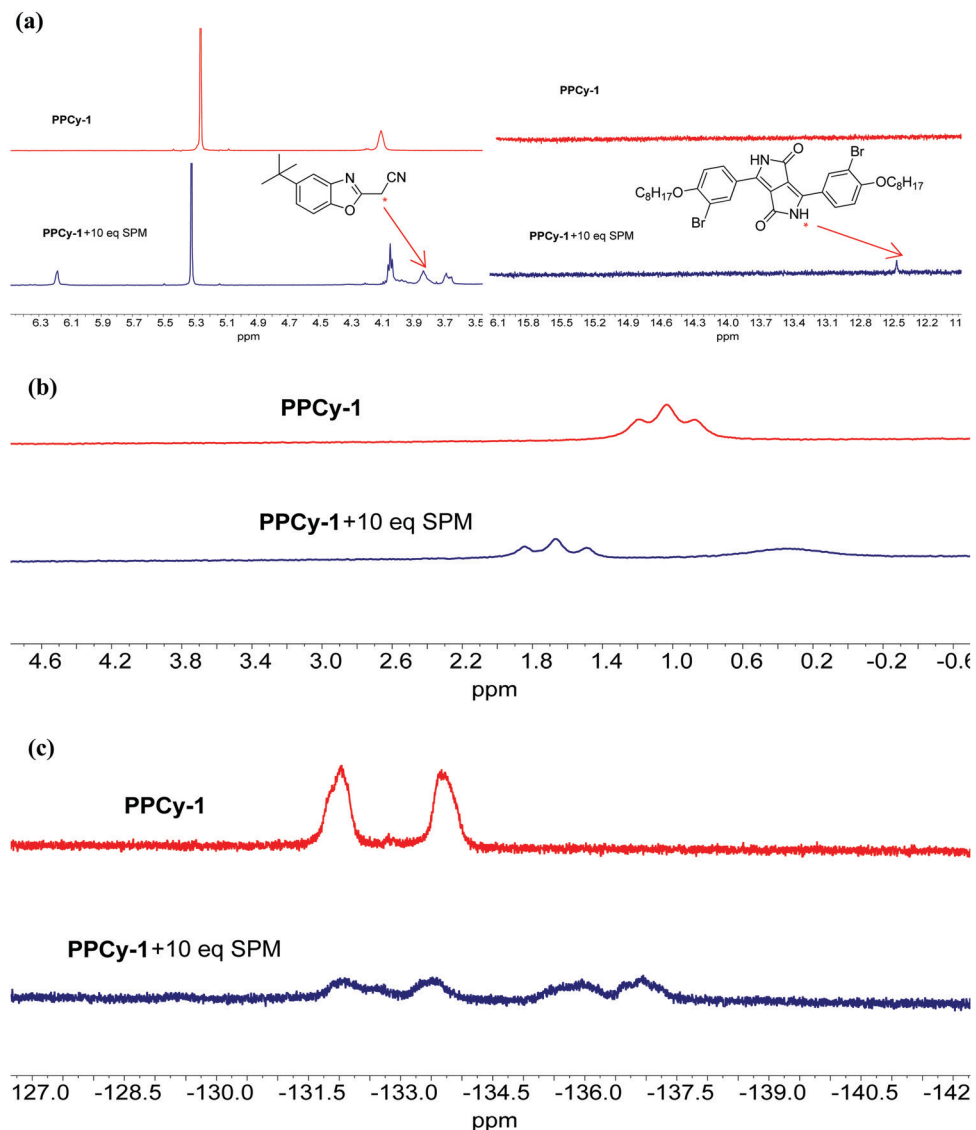 (a)
PPCy-1
PPCy-1+10 eq SPM
N
CN
O
*
6.3 6.1 5.9 5.7 5.5 5.3 5.1 4.9 4.7 4.5 4.3 4.1 3.9 3.7 3.5
ppm
PPCy-1
HN
O
Br
C8H17
O
Br
O
NH
*
OC8H17
PPCy-1+10 eq SPM
6.1 15.8 15.5 15.2 14.9 14.6 14.3 14.0 13.7 13.4 13.1 12.8 12.5 12.2 11
ppm
(b)
PPCy-1
PPCy-1+10 eq SPM
4.6 4.2 3.8 3.4 3.0 2.6 2.2 1.8 1.4 1.0 0.6 0.2 -0.2 -0.6
ppm
(c)
PPCy-1
PPCy-1+10 eq SPM
127.0 -128.5 -130.0 -131.5 -133.0 -134.5 -136.0 -137.5 -139.0 -140.5 -142
ppm